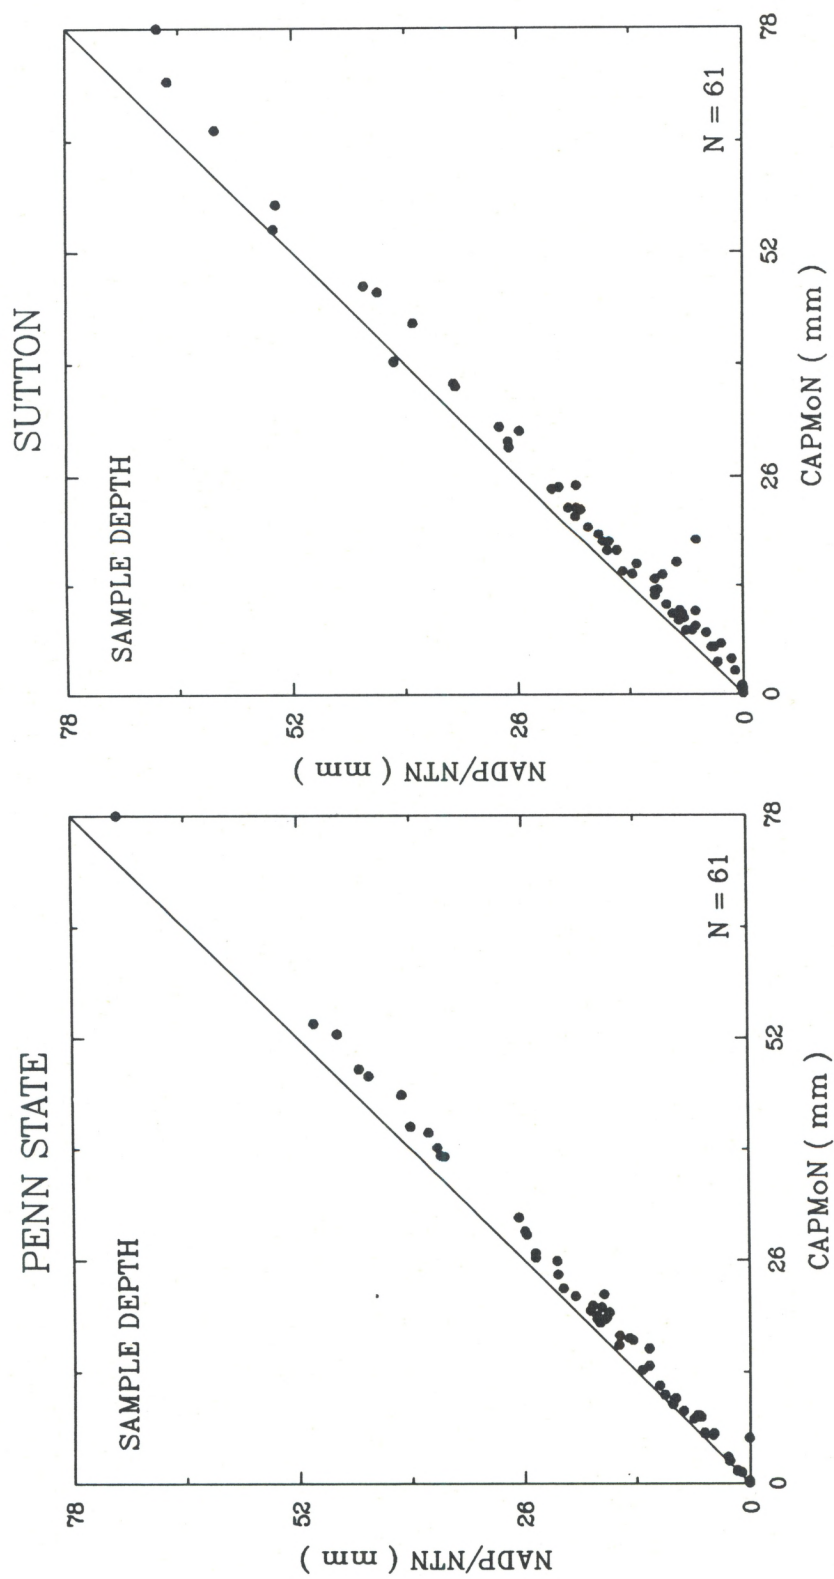 PENN STATE
SAMPLE DEPTH
78
52
26
0
NADP/NTN ( mm )
N = 61
0
26
52
78
CAPMoN ( mm )
SUTTON
SAMPLE DEPTH
78
52
26
0
NADP/NTN ( mm )
N = 61
0
26
52
78
CAPMoN ( mm )